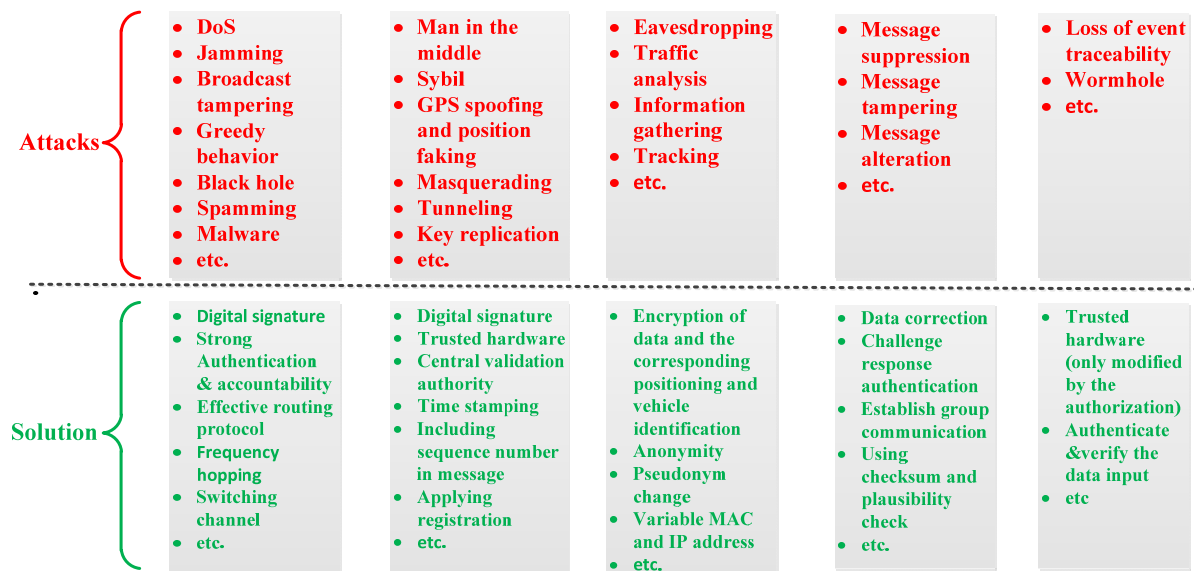 Attacks
• DoS
• Jamming
• Broadcast
tampering
• Greedy
behavior
• Black hole
• Spamming
• Malware
• etc.
• Man in the
middle
• Sybil
• GPS spoofing
and position
faking
• Masquerading
• Tunneling
• Key replication
• etc.
• Eavesdropping
• Traffic
analysis
• Information
gathering
• Tracking
• etc.
• Message
suppression
• Message
tampering
• Message
alteration
• etc.
• Loss of event
traceability
• Wormhole
• etc.
Solution
• Digital signature
• Strong
Authentication
& accountability
• Effective routing
protocol
• Frequency
hopping
• Switching
channel
• etc.
• Digital signature
• Trusted hardware
• Central validation
authority
• Time stamping
• Including
sequence number
in message
• Applying
registration
• etc.
• Encryption of
data and the
corresponding
positioning and
vehicle
identification
• Anonymity
• Pseudonym
change
• Variable MAC
and IP address
• etc.
• Data correction
• Challenge
response
authentication
• Establish group
communication
• Using
checksum and
plausibility
check
• etc.
• Trusted
hardware
(only modified
by the
authorization)
• Authenticate
&verify the
data input
• etc